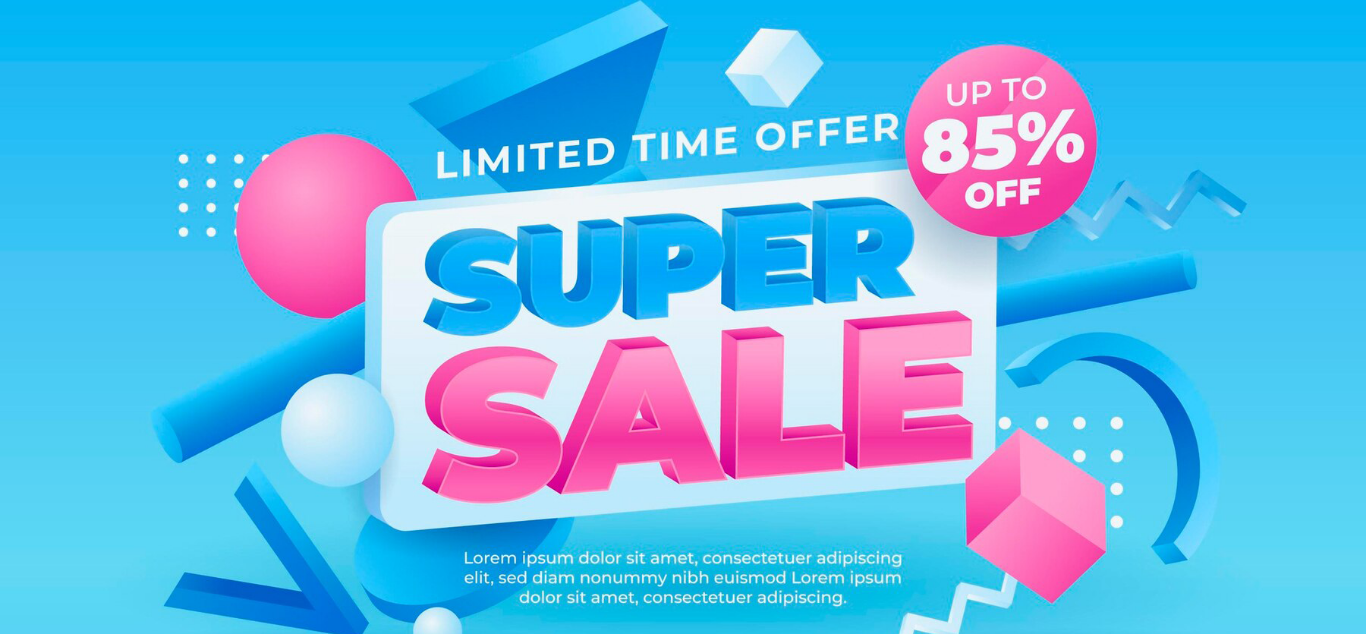 LIMITED TIME OFFER
UP TO
85%
OFF
SUPER
SALE
Lorem ipsum dolor sit amet, consectetuer adipiscing
elit, sed diam nonummy nibh euismod Lorem ipsum
dolor sit amet, consectetuer adipiscing.